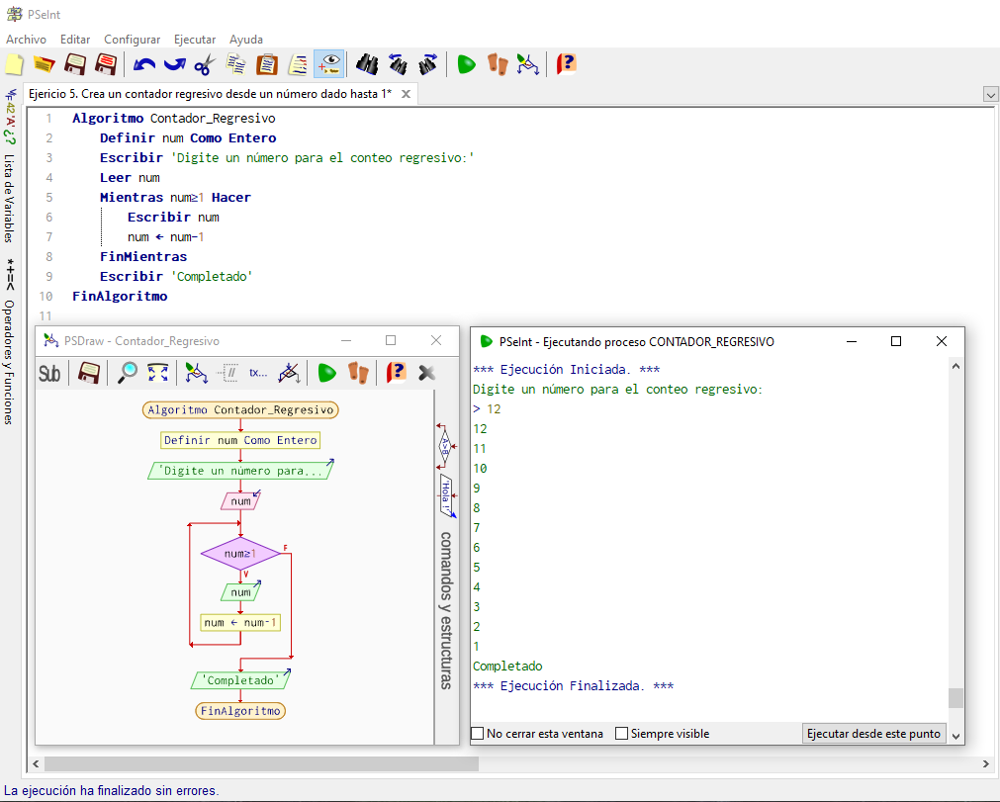 PSeInt
Archivo Editar Configurar Ejecutar Ayuda
Ejericio 5. Crea un contador regresivo desde un número dado hasta 1*
1 Algoritmo Contador_Regresivo
2 Definir num Como Entero
3 Escribir 'Digite un número para el conteo regresivo:'
4 Leer num
5 Mientras num≥1 Hacer
6 Escribir num
7 num ← num-1
8 FinMientras
9 Escribir 'Completado'
10 FinAlgoritmo
11
42 'A' ¿? Lista de Variables
*+=< Operadores y Funciones
PSDraw - Contador_Regresivo
Sub
tx...
Algoritmo Contador_Regresivo
Definir num Como Entero
'Digite un número para...
num
num≥1
F
V
num
num ← num-1
'Completado'
FinAlgoritmo
A>B
'Hola !'
comandos y estructuras
PSeInt - Ejecutando proceso CONTADOR_REGRESIVO
*** Ejecución Iniciada. ***
Digite un número para el conteo regresivo:
> 12
12
11
10
9
8
7
6
5
4
3
2
1
Completado
*** Ejecución Finalizada. ***
No cerrar esta ventana Siempre visible Ejecutar desde este punto
La ejecución ha finalizado sin errores.